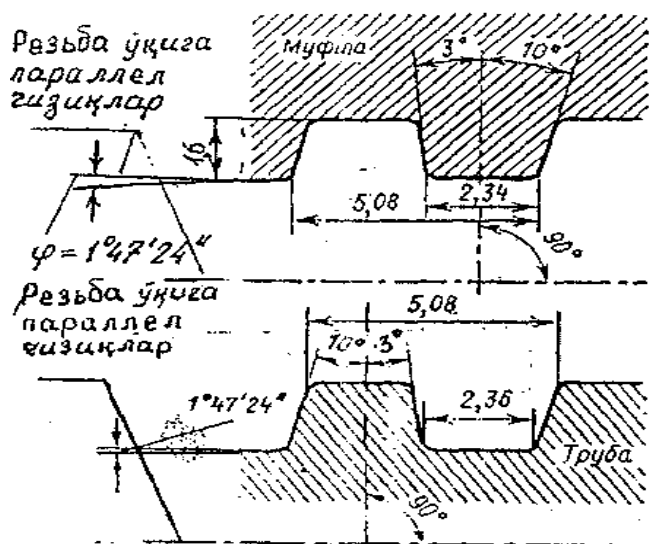 Резьба ўқига
параллел
чизиқлар
Муфта
3°
10°
16
5,08
2,34
φ = 1°47'24"
90°
Резьба ўқига
параллел
чизиқлар
5,08
10° 3°
1°47'24"
2,36
Труба
90°